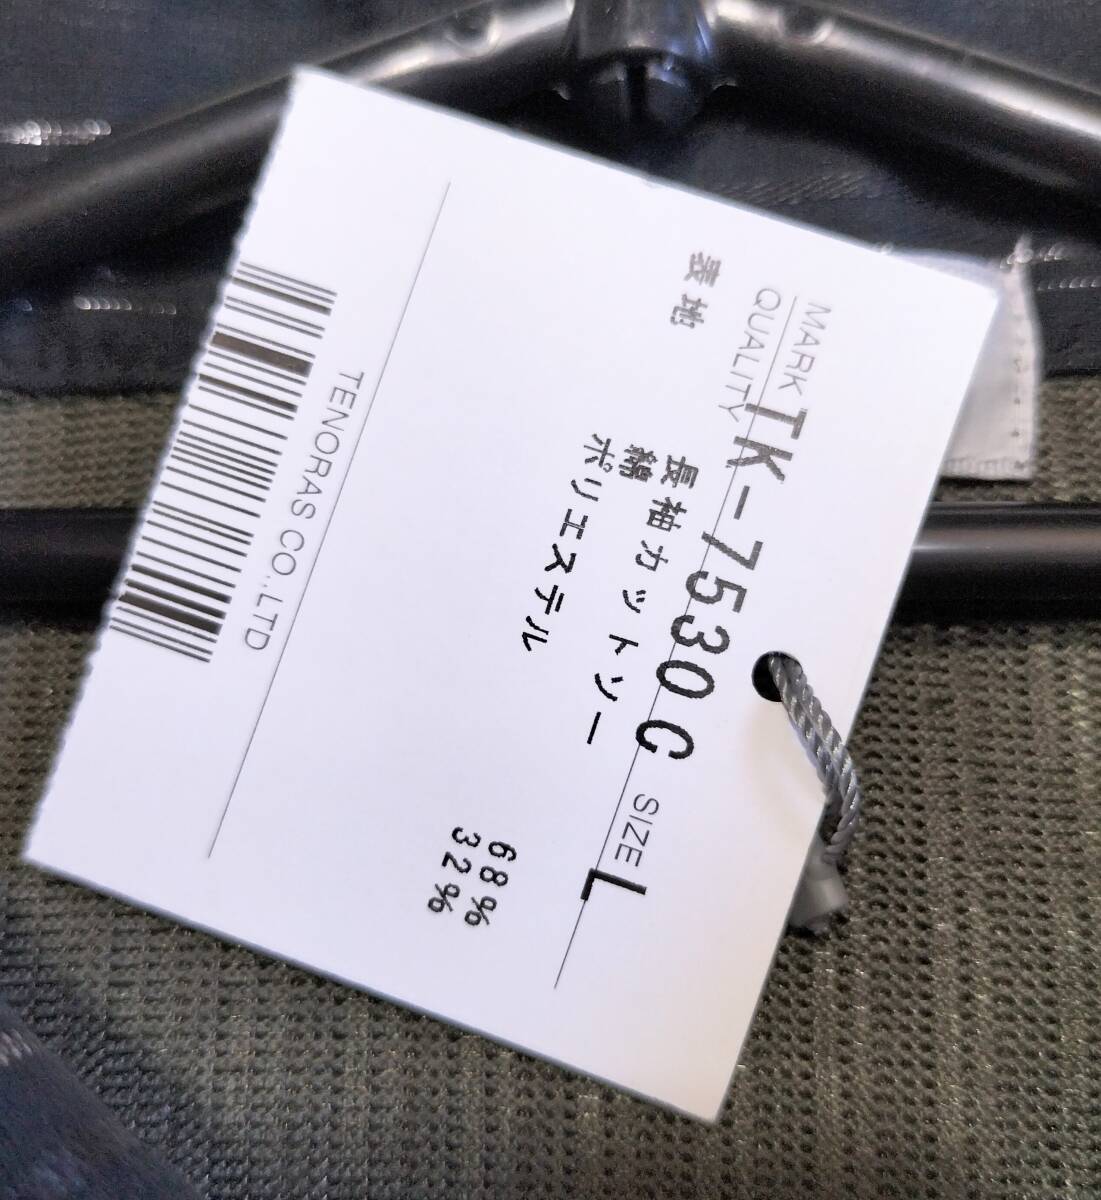 MARK TK-7530C SIZE L
QUALITY 長袖カットソー
表地 綿 68%
ポリエステル 32%
TENORAS CO.,LTD